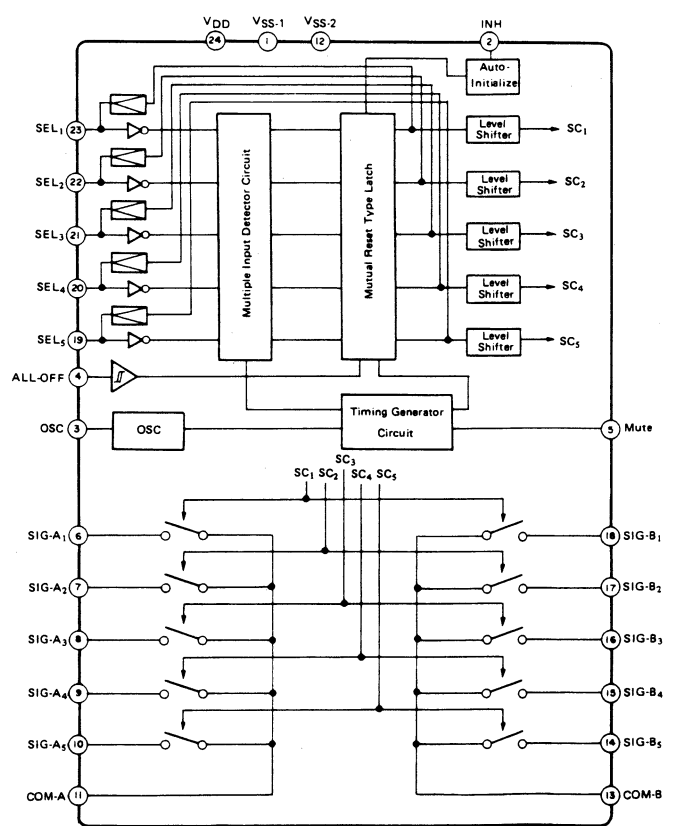 VDD VSS-1 VSS-2 INH
24 1 12 2
Auto-
Initialize
SEL1 23
Level
Shifter
SC1
SEL2 22
Level
Shifter
SC2
SEL3 21
Level
Shifter
SC3
SEL4 20
Level
Shifter
SC4
SEL5 19
Level
Shifter
SC5
Multiple Input Detector Circuit
Mutual Reset Type Latch
ALL-OFF 4
OSC 3
OSC
Timing Generator
Circuit
5 Mute
SC1 SC2 SC3 SC4 SC5
SIG-A1 6
18 SIG-B1
SIG-A2 7
17 SIG-B2
SIG-A3 8
16 SIG-B3
SIG-A4 9
15 SIG-B4
SIG-A5 10
14 SIG-B5
COM-A 11
13 COM-B